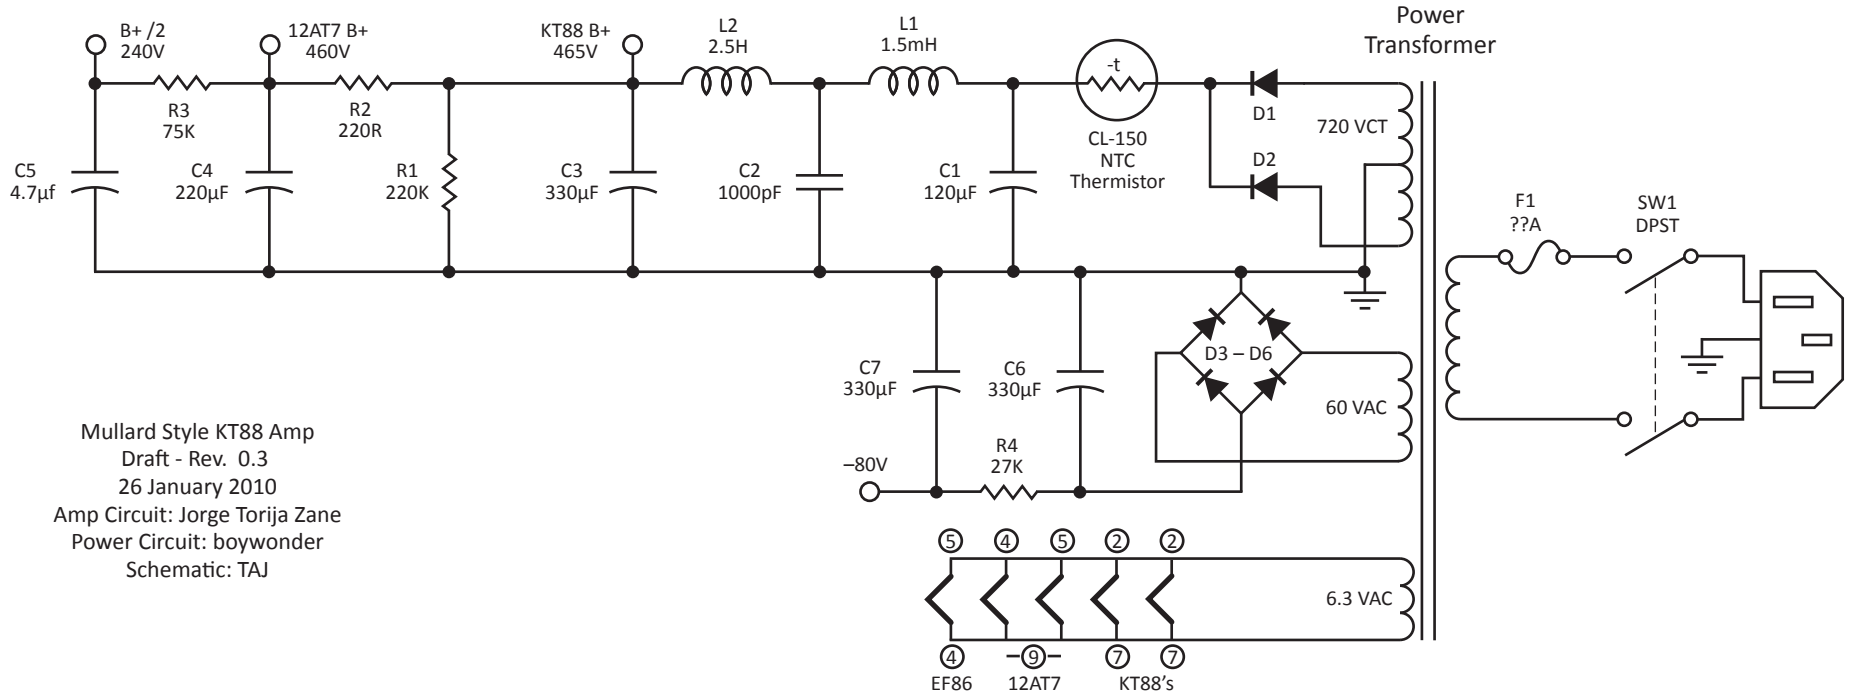 Power
Transformer
B+ /2
240V
12AT7 B+
460V
KT88 B+
465V
L2
2.5H
L1
1.5mH
-t
R3
75K
R2
220R
D1
720 VCT
CL-150
NTC
Thermistor
D2
C5
4.7µf
C4
220µF
R1
220K
C3
330µF
C2
1000pF
C1
120µF
F1
??A
SW1
DPST
D3 – D6
C7
330µF
C6
330µF
60 VAC
R4
27K
–80V
Mullard Style KT88 Amp
Draft - Rev. 0.3
26 January 2010
Amp Circuit: Jorge Torija Zane
Power Circuit: boywonder
Schematic: TAJ
5 4 5 2 2
6.3 VAC
4 9 7 7
EF86 12AT7 KT88's